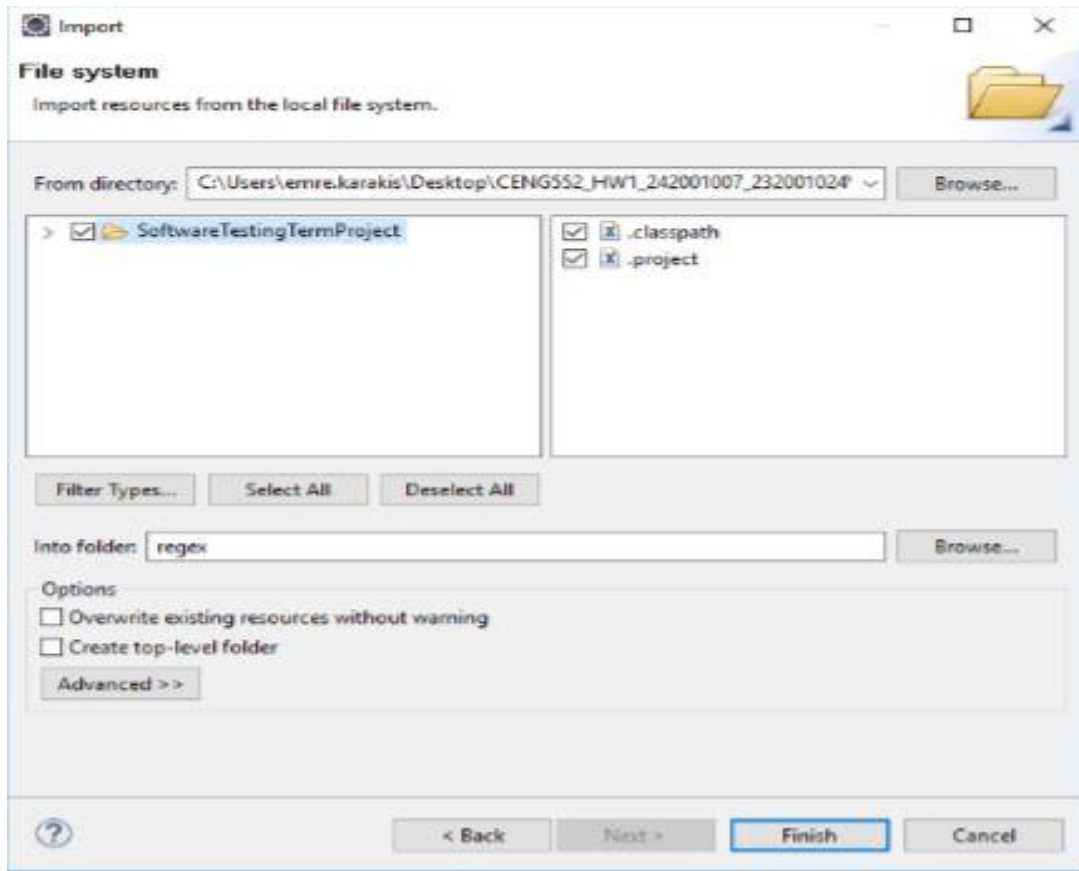 Import
File system
Import resources from the local file system.
From directory: C:\Users\emre.karakis\Desktop\CENG552_HW1_242001007_232001024\ Browse...
SoftwareTestingTermProject
.classpath
.project
Filter Types... Select All Deselect All
Into folder: regex Browse...
Options
Overwrite existing resources without warning
Create top-level folder
Advanced >>
? < Back Next > Finish Cancel